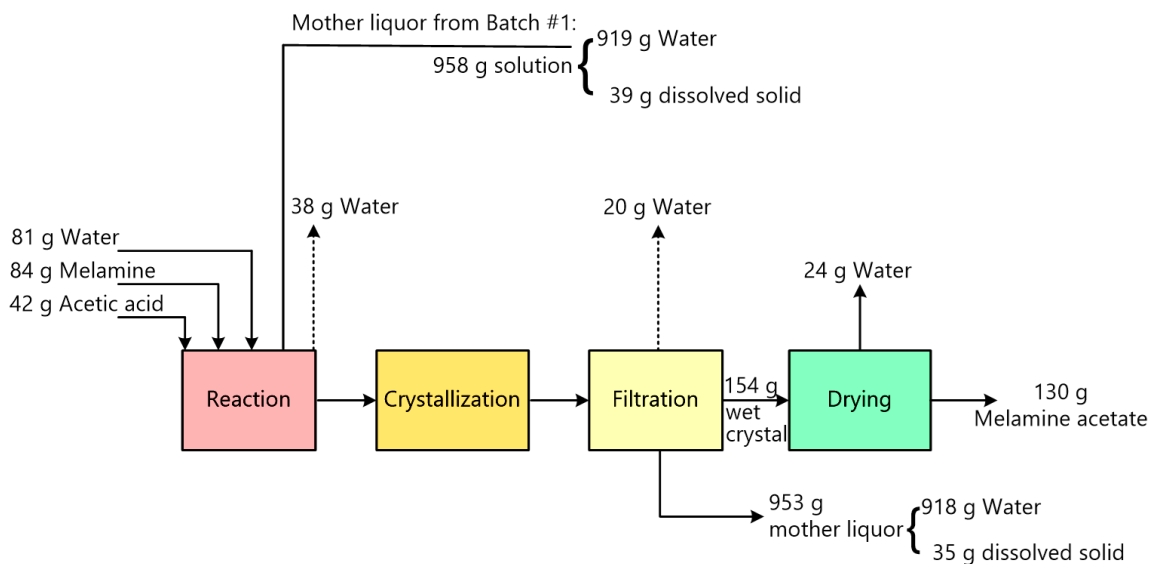 Mother liquor from Batch #1:
919 g Water
958 g solution
39 g dissolved solid
38 g Water
20 g Water
81 g Water
84 g Melamine
42 g Acetic acid
24 g Water
Reaction
Crystallization
Filtration
154 g
wet
crystal
Drying
130 g
Melamine acetate
953 g
mother liquor
918 g Water
35 g dissolved solid